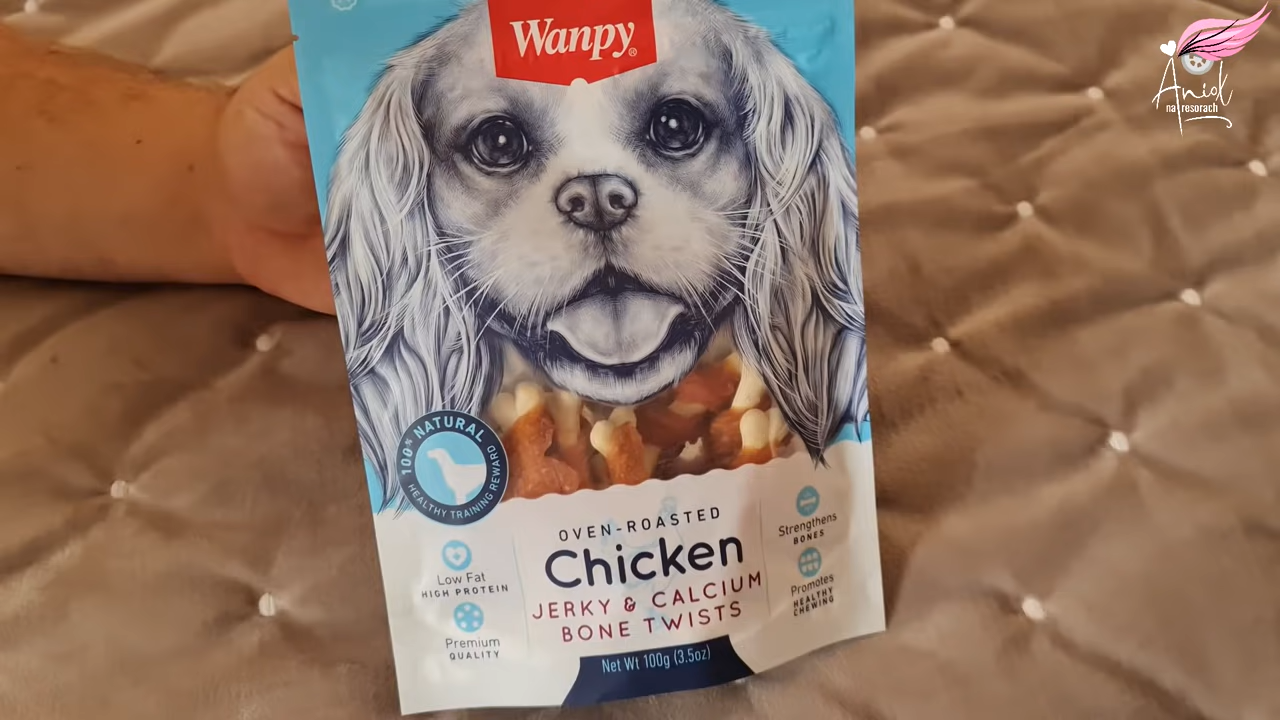 Wanpy®
Aniol
na resorach
100% NATURAL
HEALTHY TRAINING REWARD
OVEN-ROASTED
Chicken
JERKY & CALCIUM
BONE TWISTS
Low Fat
HIGH PROTEIN
Premium
QUALITY
Strengthens
BONES
Promotes
HEALTHY
CHEWING
Net Wt 100g (3.5oz)